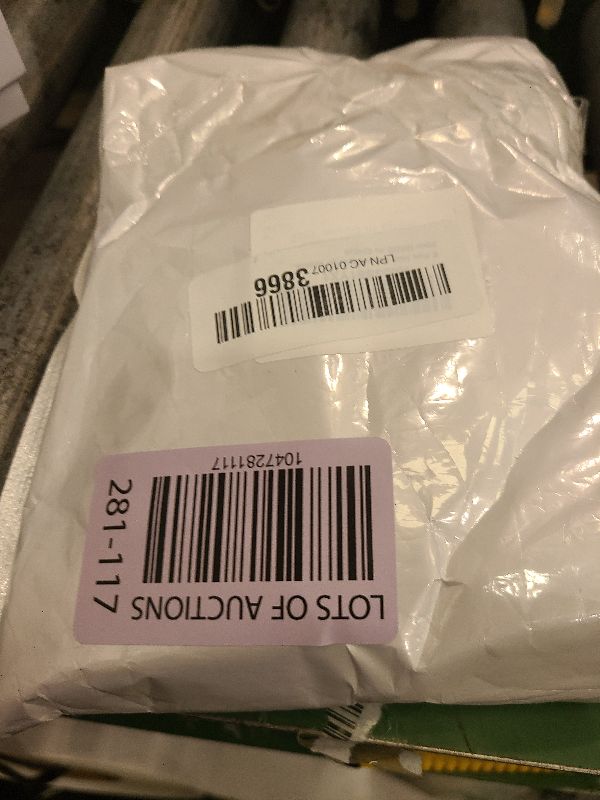 LOTS OF AUCTIONS
1047281117
281-117
LPN AC 01007
3866